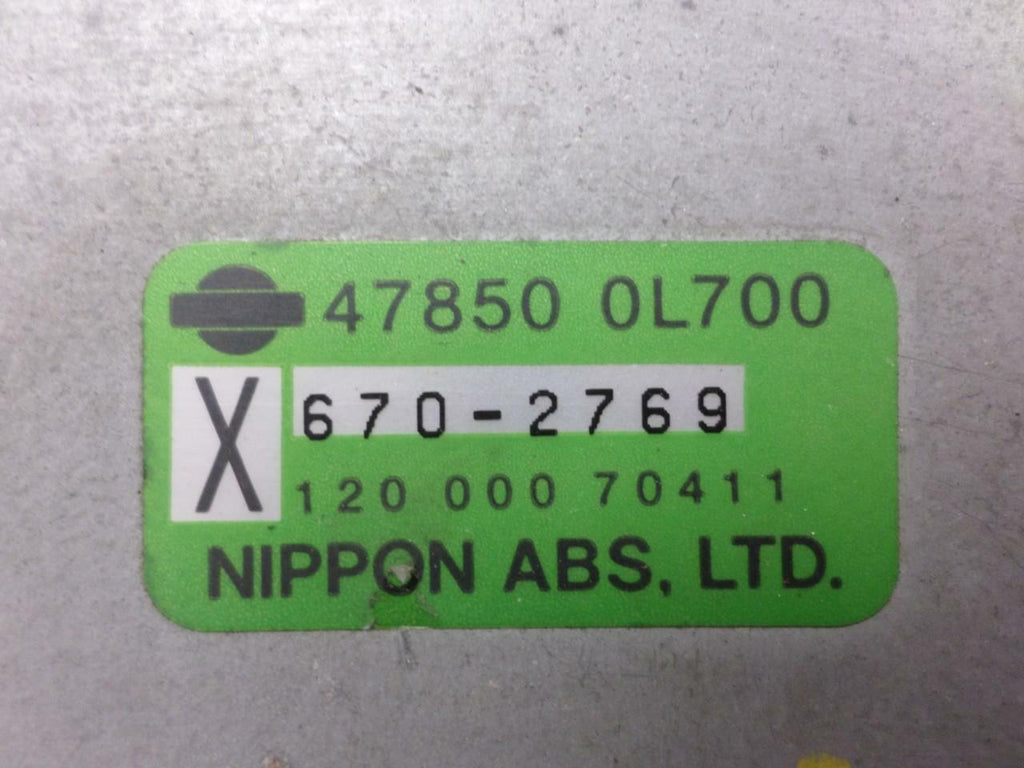 47850 0L700
X 670-2769
120 000 70411
NIPPON ABS, LTD.